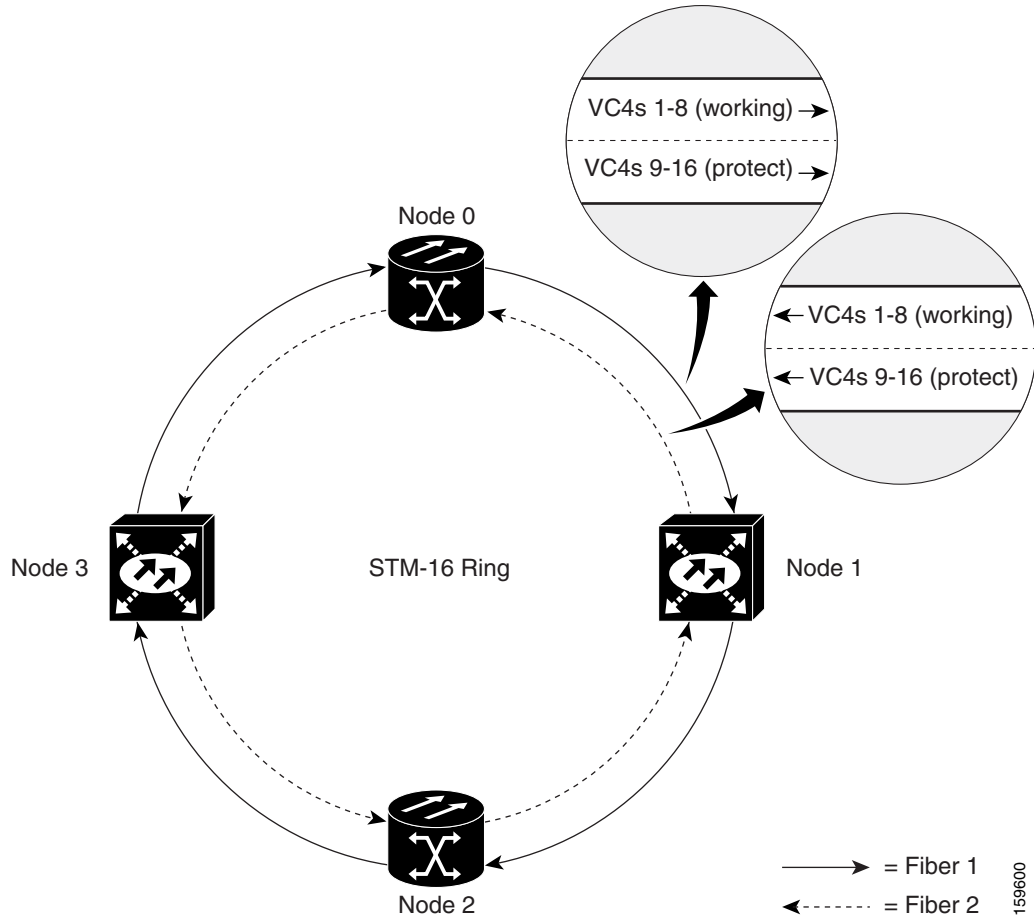 VC4s 1-8 (working)
VC4s 9-16 (protect)
Node 0
VC4s 1-8 (working)
VC4s 9-16 (protect)
Node 3
STM-16 Ring
Node 1
Node 2
= Fiber 1
= Fiber 2
159600